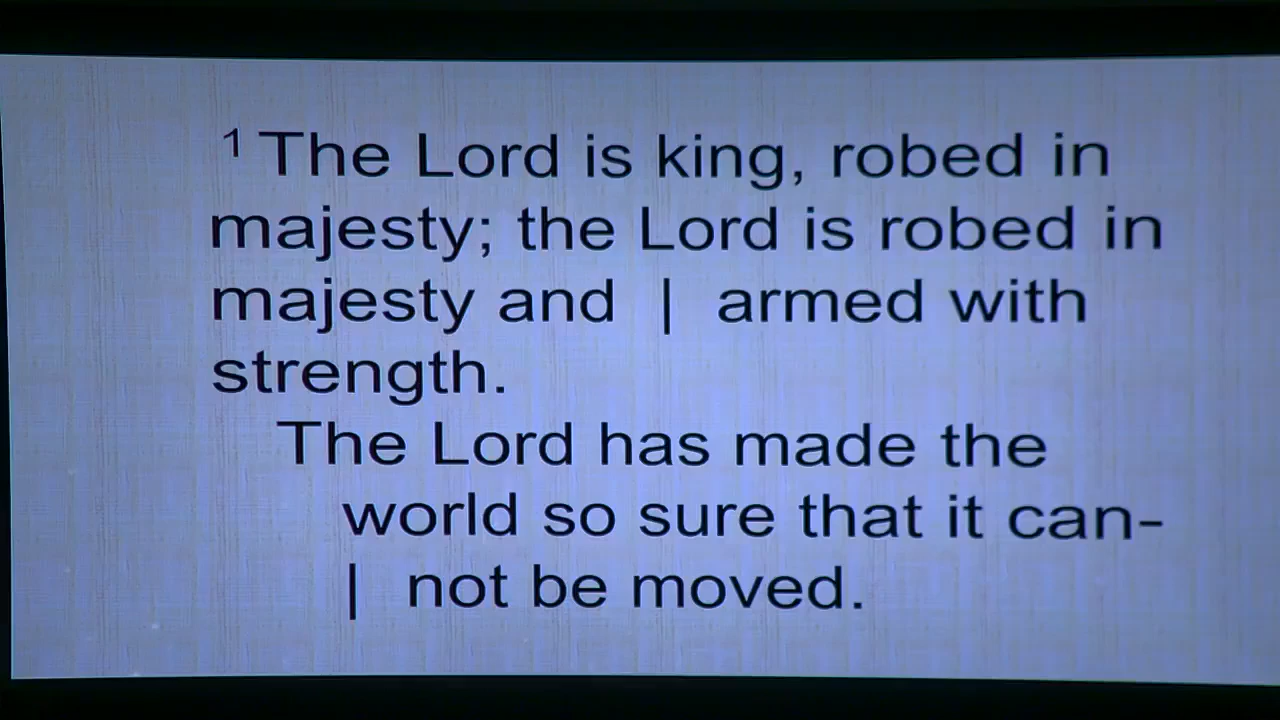 ¹ The Lord is king, robed in
majesty; the Lord is robed in
majesty and | armed with
strength.
The Lord has made the
world so sure that it can-
| not be moved.